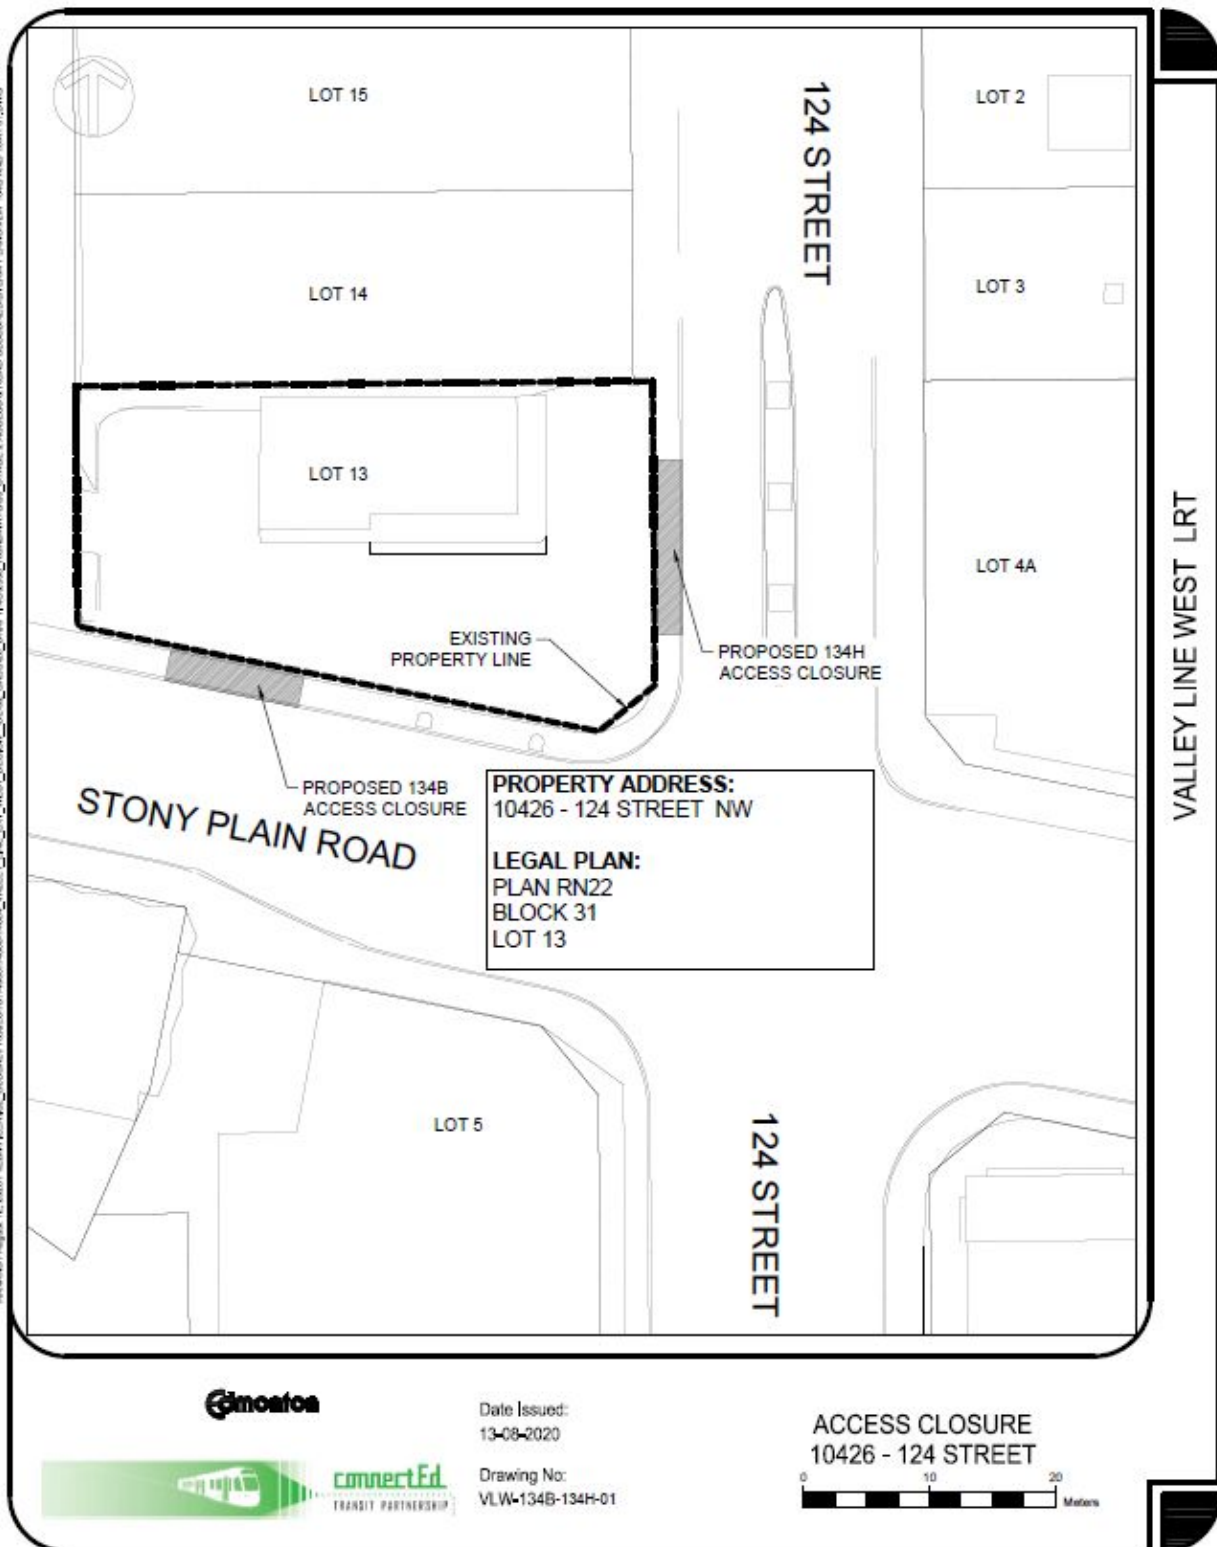 LOT 15
124 STREET
LOT 2
LOT 14
LOT 3
LOT 13
LOT 4A
EXISTING
PROPERTY LINE
PROPOSED 134H
ACCESS CLOSURE
PROPOSED 134B
ACCESS CLOSURE
STONY PLAIN ROAD
PROPERTY ADDRESS:
10426 - 124 STREET NW
LEGAL PLAN:
PLAN RN22
BLOCK 31
LOT 13
LOT 5
124 STREET
VALLEY LINE WEST LRT
Edmonton
connectEd
TRANSIT PARTNERSHIP
Date Issued:
13-08-2020
Drawing No:
VLW-134B-134H-01
ACCESS CLOSURE
10426 - 124 STREET
0 10 20
Meters